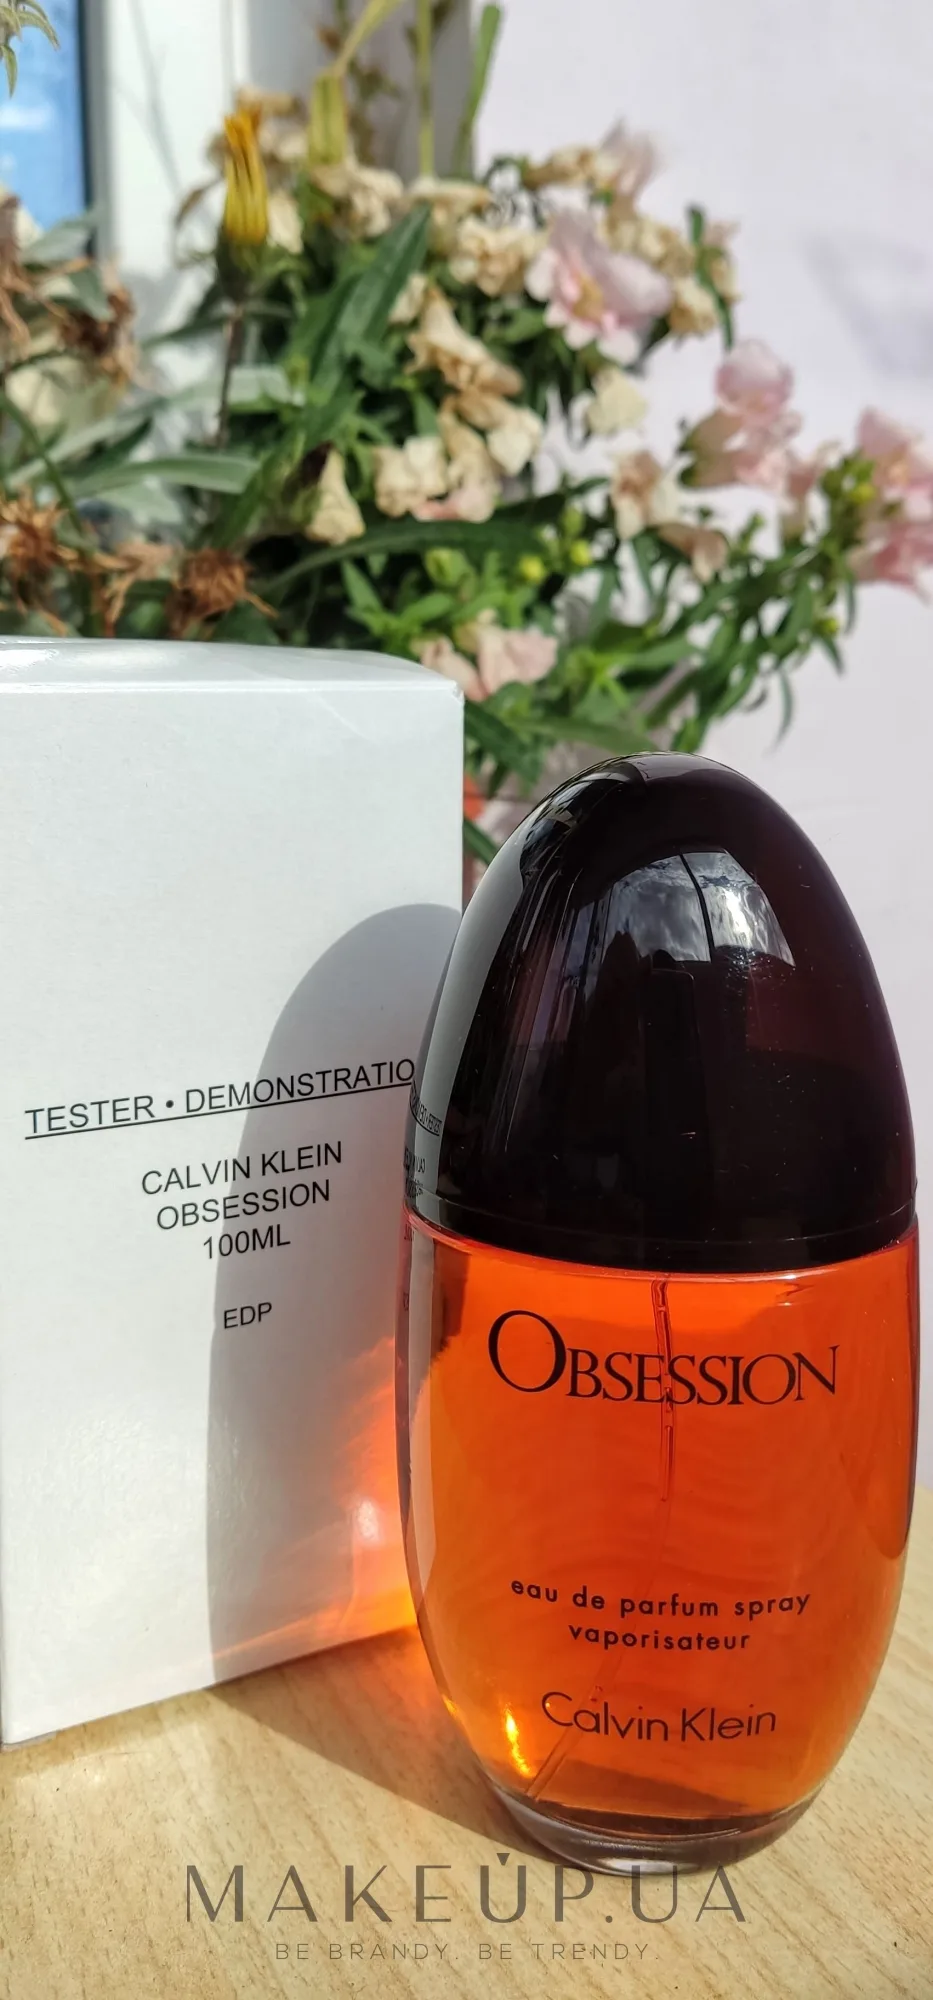 TESTER • DEMONSTRATIO
CALVIN KLEIN
OBSESSION
100ML
EDP
OBSESSION
eau de parfum spray
vaporisateur
Calvin Klein
MAKEUP.UA
BE BRANDY. BE TRENDY.